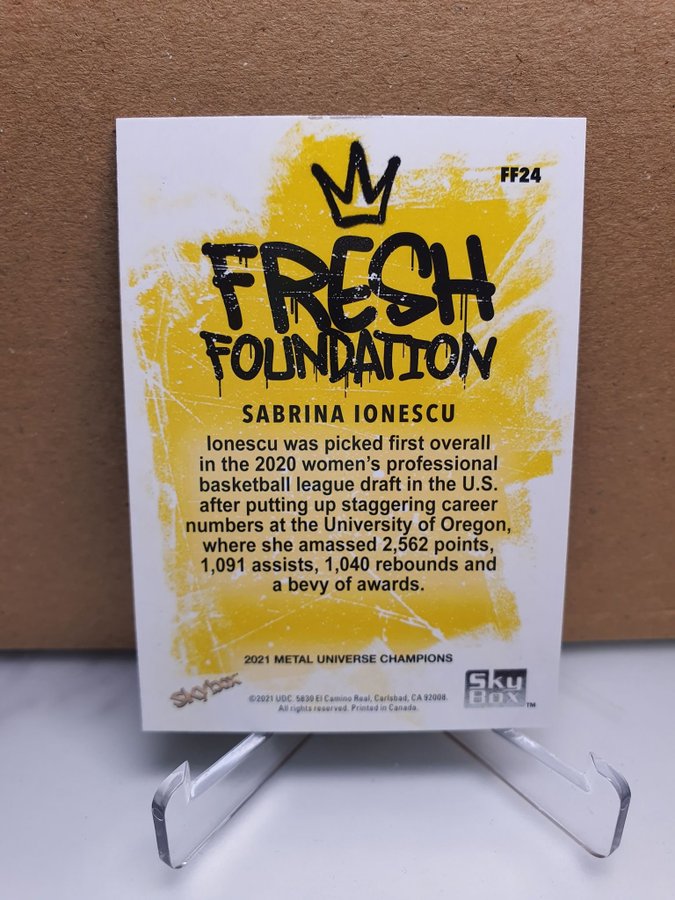 FF24
FRESH
FOUNDATION
SABRINA IONESCU
Ionescu was picked first overall
in the 2020 women's professional
basketball league draft in the U.S.
after putting up staggering career
numbers at the University of Oregon,
where she amassed 2,562 points,
1,091 assists, 1,040 rebounds and
a bevy of awards.
2021 METAL UNIVERSE CHAMPIONS
skybox
©2021 UDC. 5830 El Camino Real, Carlsbad, CA 92008.
All rights reserved. Printed in Canada.
Sky
Box
TM